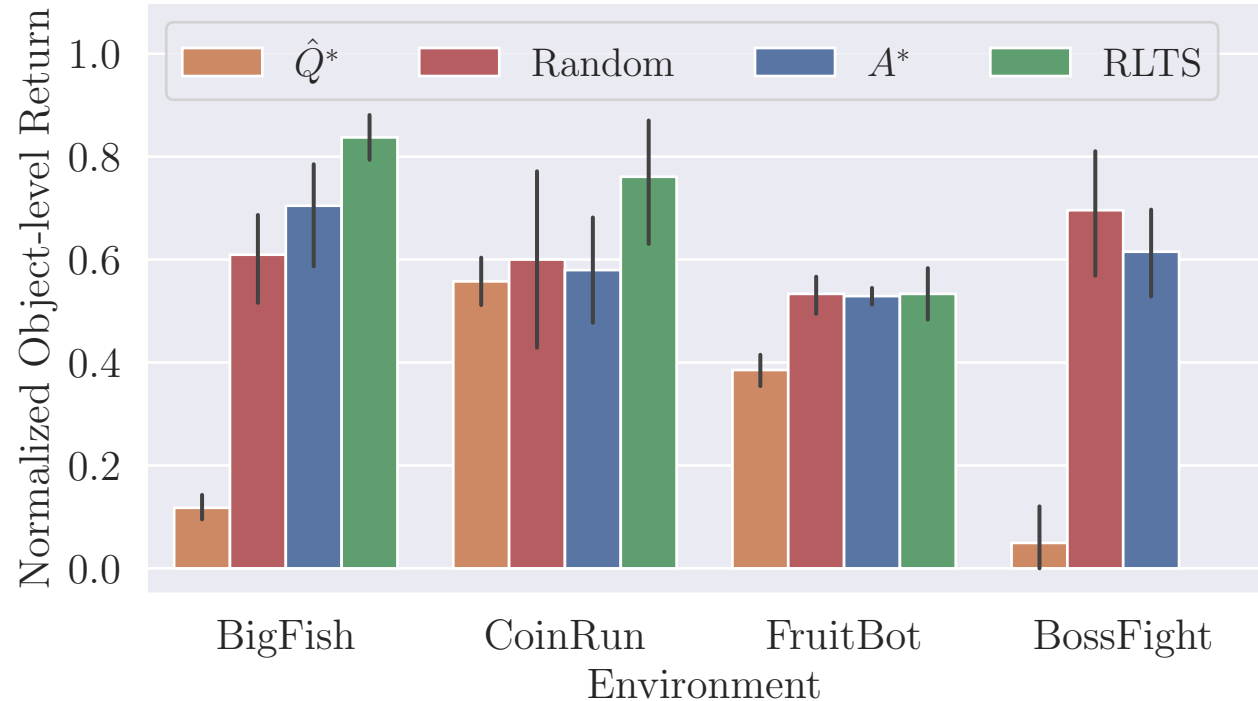 Normalized Object-level Return
1.0
0.8
0.6
0.4
0.2
0.0
Q̂* Random A* RLTS
BigFish CoinRun FruitBot BossFight
Environment